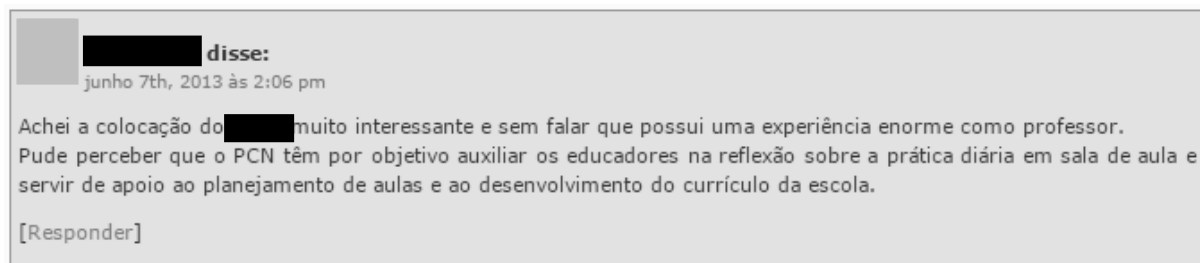 disse:
junho 7th, 2013 às 2:06 pm
Achei a colocação do muito interessante e sem falar que possui uma experiência enorme como professor.
Pude perceber que o PCN têm por objetivo auxiliar os educadores na reflexão sobre a prática diária em sala de aula e
servir de apoio ao planejamento de aulas e ao desenvolvimento do currículo da escola.
[Responder]